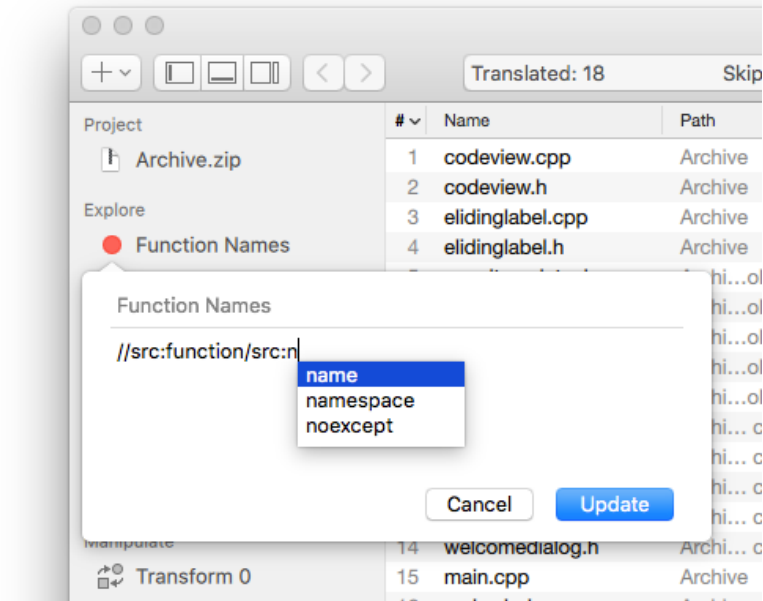 Translated: 18 Skip
Project
Archive.zip
Explore
Function Names
# Name Path
1 codeview.cpp Archive
2 codeview.h Archive
3 elidinglabel.cpp Archive
4 elidinglabel.h Archive
Function Names
//src:function/src:n
name
namespace
noexcept
Cancel
Update
Manipulate
Transform 0
14 welcomedialog.h Archi... c
15 main.cpp Archive